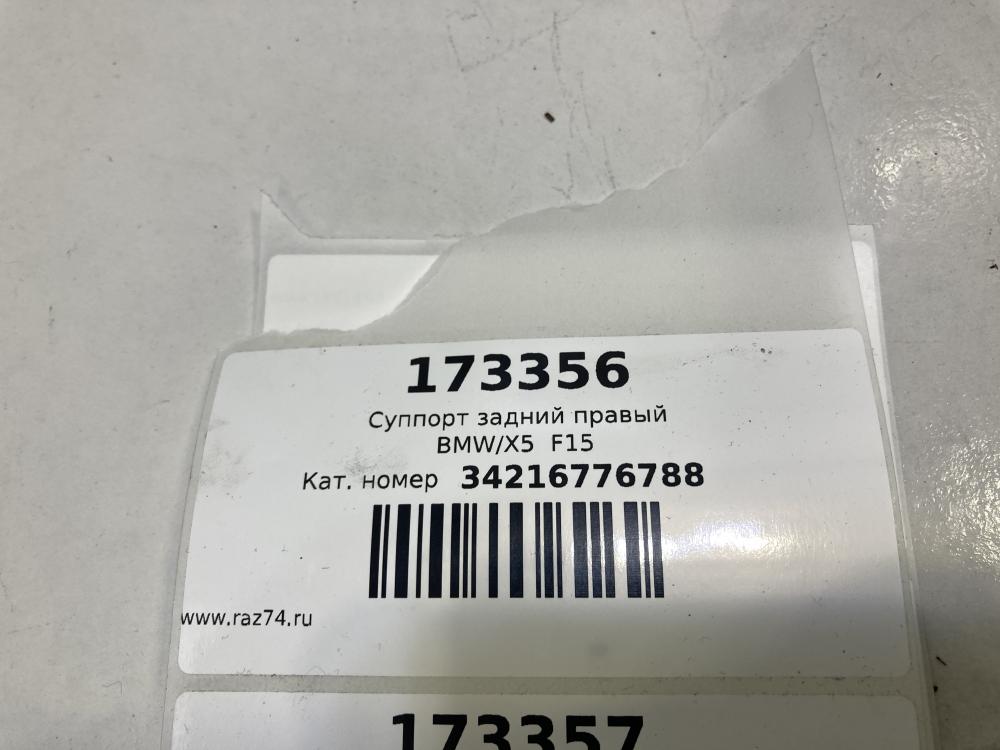 173356
Суппорт задний правый
BMW/X5 F15
Кат. номер 34216776788
www.raz74.ru
173357